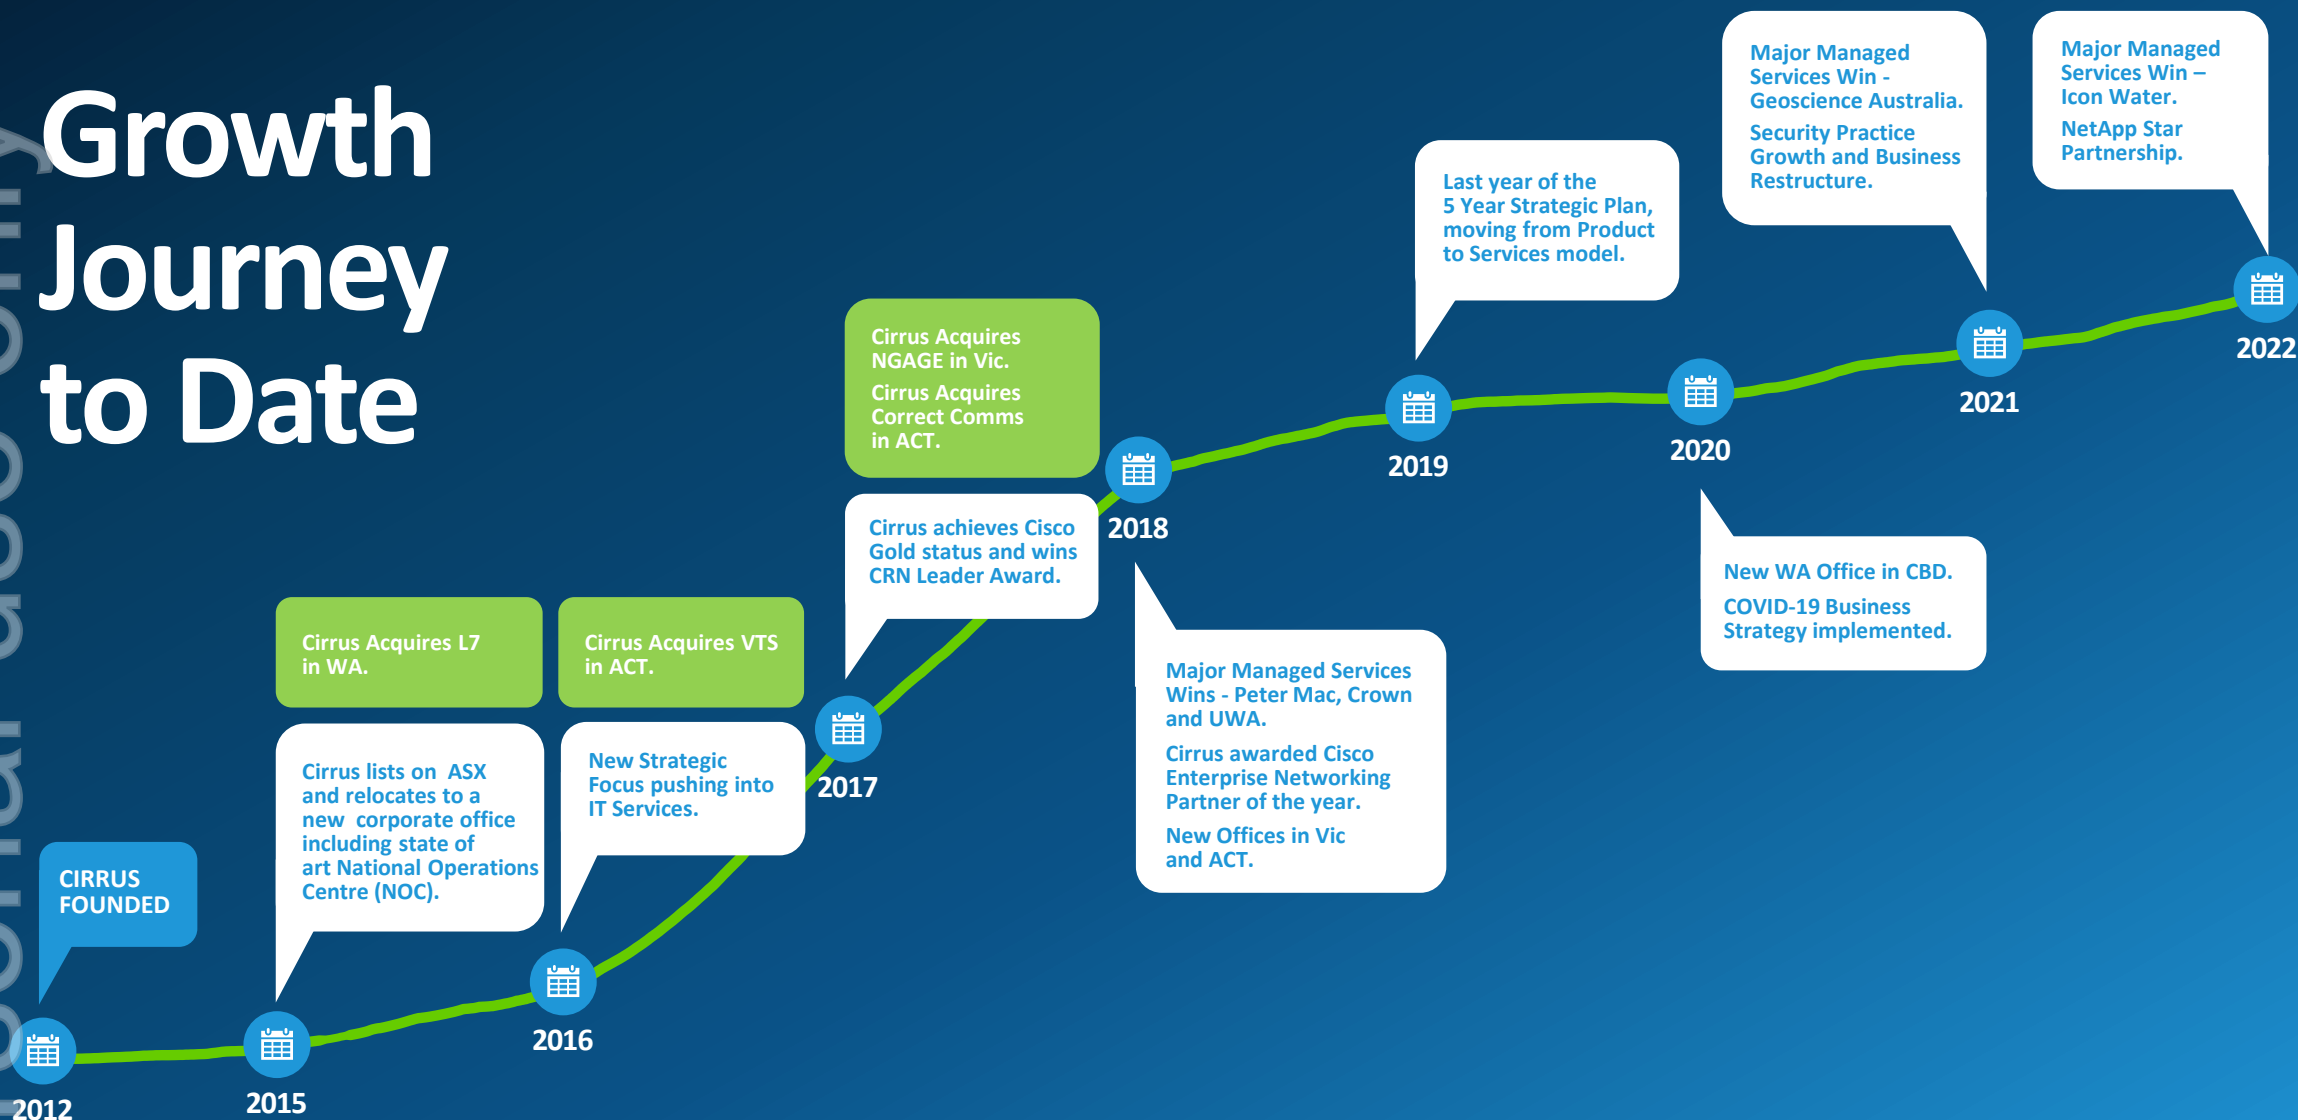 Growth
Journey
to Date
CIRRUS
FOUNDED
2012
Cirrus Acquires L7
in WA.
Cirrus lists on ASX
and relocates to a
new corporate office
including state of
art National Operations
Centre (NOC).
2015
Cirrus Acquires VTS
in ACT.
New Strategic
Focus pushing into
IT Services.
2016
Cirrus Acquires
NGAGE in Vic.
Cirrus Acquires
Correct Comms
in ACT.
Cirrus achieves Cisco
Gold status and wins
CRN Leader Award.
2017
2018
Major Managed Services
Wins - Peter Mac, Crown
and UWA.
Cirrus awarded Cisco
Enterprise Networking
Partner of the year.
New Offices in Vic
and ACT.
Last year of the
5 Year Strategic Plan,
moving from Product
to Services model.
2019
2020
New WA Office in CBD.
COVID-19 Business
Strategy implemented.
Major Managed
Services Win -
Geoscience Australia.
Security Practice
Growth and Business
Restructure.
2021
Major Managed
Services Win –
Icon Water.
NetApp Star
Partnership.
2022